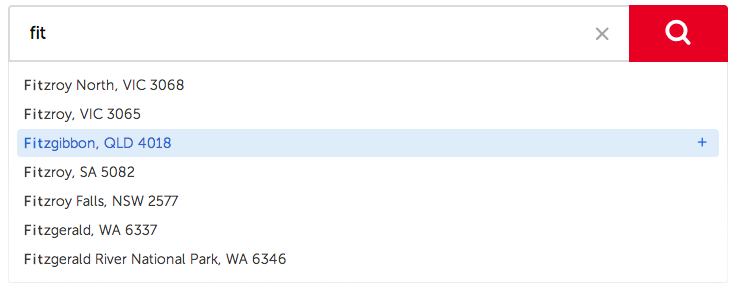 fit
Fitzroy North, VIC 3068
Fitzroy, VIC 3065
Fitzgibbon, QLD 4018 +
Fitzroy, SA 5082
Fitzroy Falls, NSW 2577
Fitzgerald, WA 6337
Fitzgerald River National Park, WA 6346